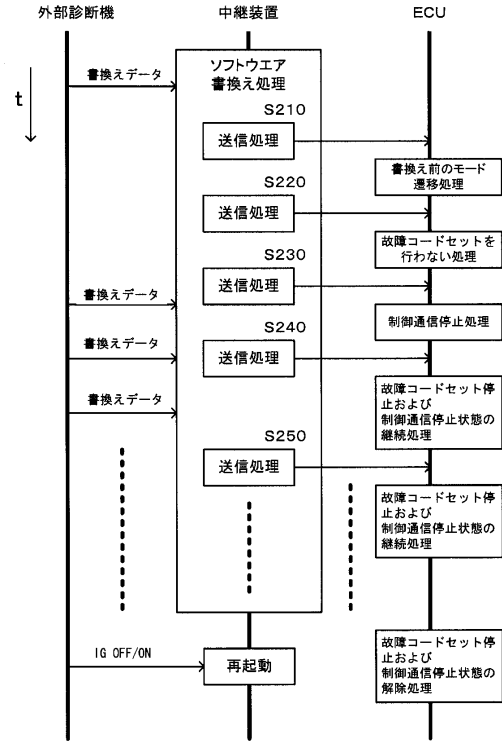 外部診断機
中継装置
ECU
t
書換えデータ
ソフトウエア
書換え処理
S210
送信処理
書換え前のモード
遷移処理
S220
送信処理
故障コードセットを
行わない処理
S230
送信処理
書換えデータ
制御通信停止処理
S240
書換えデータ
送信処理
故障コードセット停
止および
制御通信停止状態の
継続処理
書換えデータ
S250
送信処理
故障コードセット停
止および
制御通信停止状態の
継続処理
IG OFF/ON
再起動
故障コードセット停
止および
制御通信停止状態の
解除処理